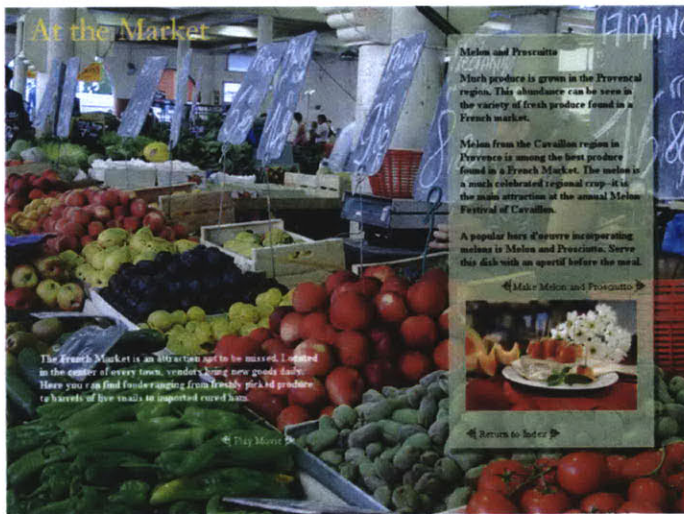 At the Market
17 MANG
Melon and Proscuitto
Much produce is grown in the Provencal
region. This abundance can be seen in
the variety of fresh produce found in a
French market.
Melon from the Cavaillon region in
Provence is among the best produce
found in a French Market. The melon is
a much celebrated regional crop–it is
the main attraction at the annual Melon
Festival of Cavaillon.
A popular hors d'oeuvre incorporating
melons is Melon and Prosciutto. Serve
this dish with an apertif before the meal.
Make Melon and Prosciutto
The French Market is an attraction not to be missed. Located
in the center of every town, vendors bring new goods daily.
Here you can find foods ranging from freshly picked produce
to barrels of live snails to imported cured ham.
Play Movie
Return to Index